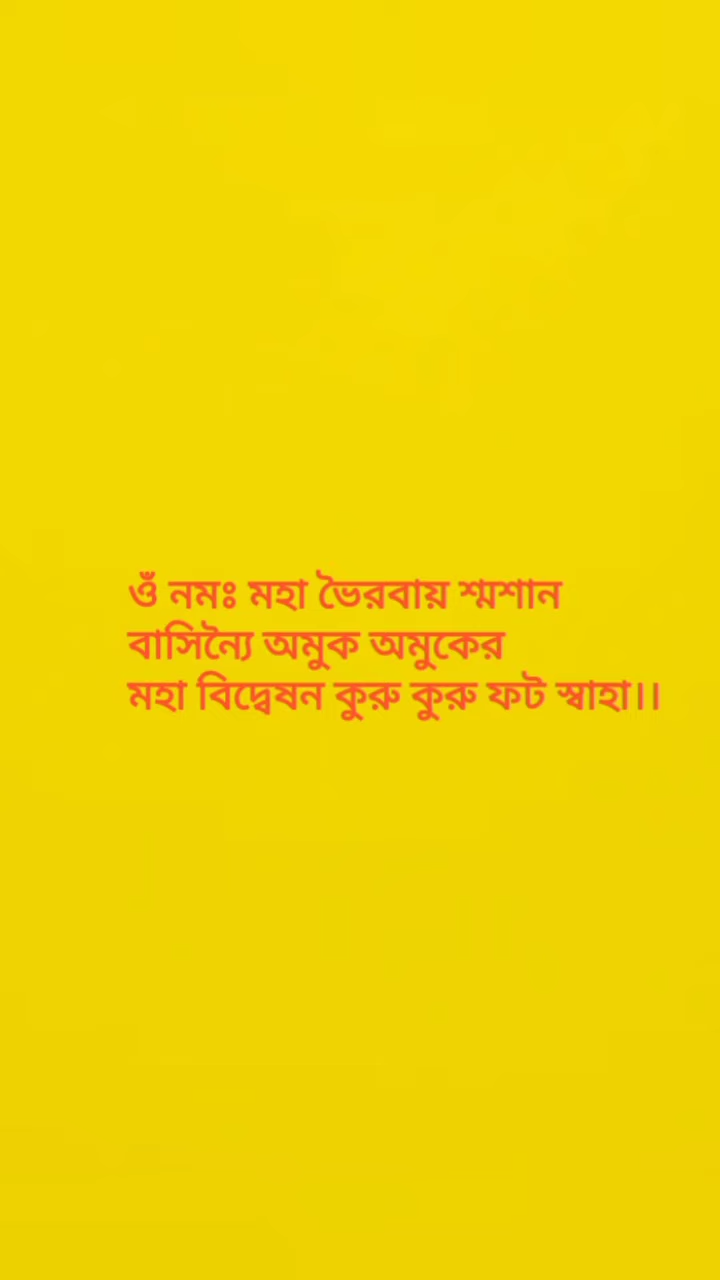 ওঁ নমঃ মহা ভৈরবায় শ্মশান
বাসিন্যৈ অমুক অমুকের
মহা বিদ্বেষন কুরু কুরু ফট স্বাহা।।